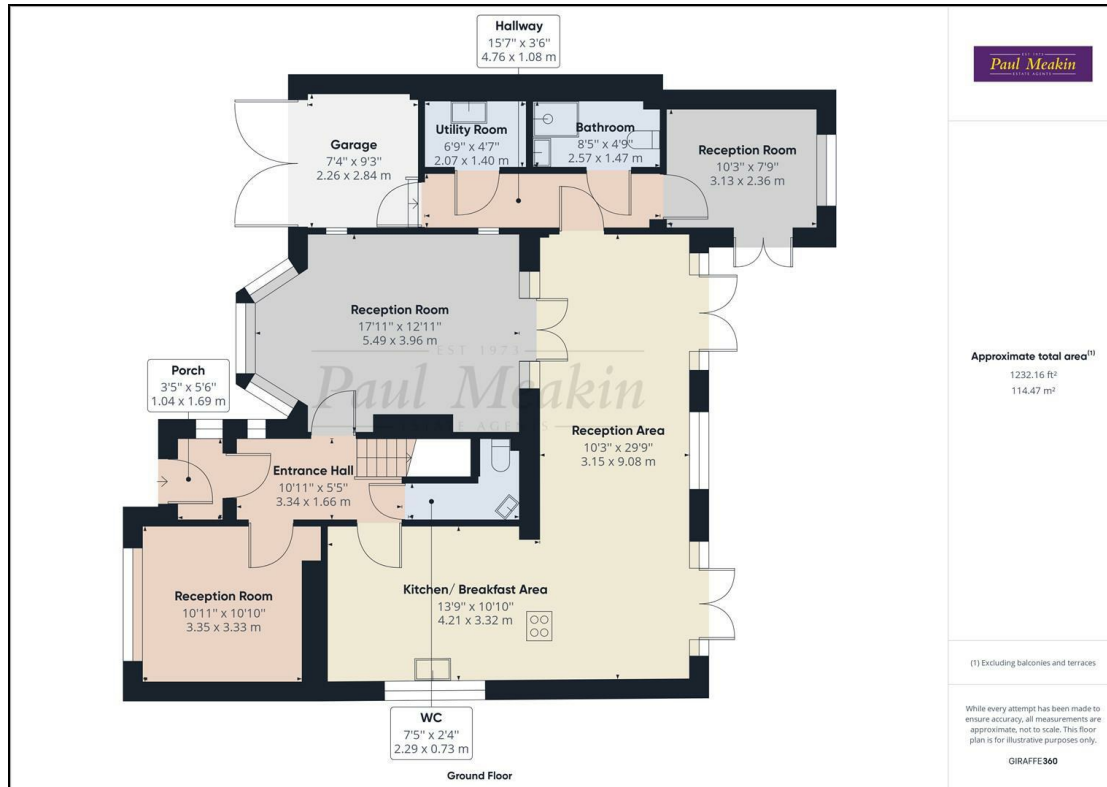 Hallway
15'7" x 3'6"
4.76 x 1.08 m
Garage
7'4" x 9'3"
2.26 x 2.84 m
Utility Room
6'9" x 4'7"
2.07 x 1.40 m
Bathroom
8'5" x 4'9"
2.57 x 1.47 m
Reception Room
10'3" x 7'9"
3.13 x 2.36 m
Reception Room
17'11" x 12'11"
5.49 x 3.96 m
EST 1973
Paul Meakin
ESTATE AGENTS
Porch
3'5" x 5'6"
1.04 x 1.69 m
Reception Area
10'3" x 29'9"
3.15 x 9.08 m
Entrance Hall
10'11" x 5'5"
3.34 x 1.66 m
Reception Room
10'11" x 10'10"
3.35 x 3.33 m
Kitchen/ Breakfast Area
13'9" x 10'10"
4.21 x 3.32 m
WC
7'5" x 2'4"
2.29 x 0.73 m
Ground Floor
EST 1973
Paul Meakin
ESTATE AGENTS
Approximate total area(1)
1232.16 ft²
114.47 m²
(1) Excluding balconies and terraces
While every attempt has been made to
ensure accuracy, all measurements are
approximate, not to scale. This floor
plan is for illustrative purposes only.
GIRAFFE360